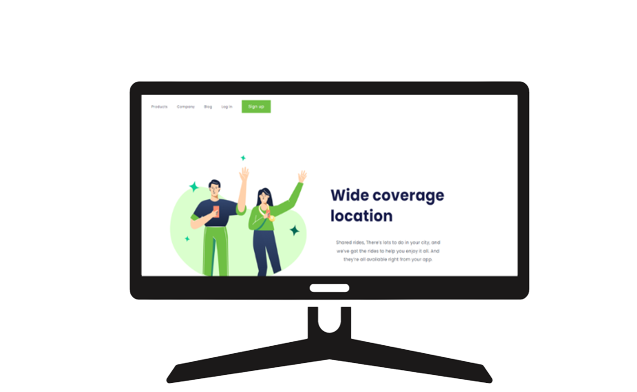 Products Company Blog Log in Sign up
Wide coverage
location
Shared rides, There's lots to do in your city, and
we've got the rides to help you enjoy it all. And
they're all available right from your app